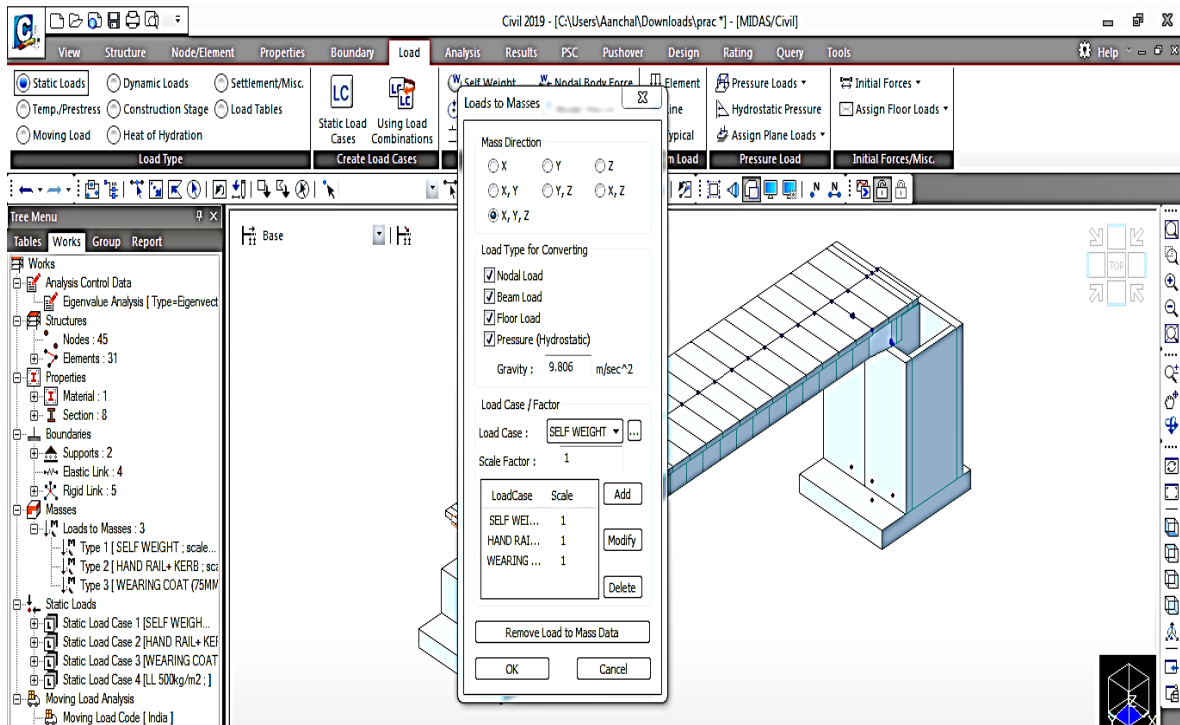 Civil 2019 - [C:\Users\Aanchal\Downloads\prac *] - [MIDAS/Civil]
View Structure Node/Element Properties Boundary Load Analysis Results PSC Pushover Design Rating Query Tools Help
Static Loads Dynamic Loads Settlement/Misc.
Temp./Prestress Construction Stage Load Tables
Moving Load Heat of Hydration
Load Type
LC
LC
Static Load Cases
Using Load Combinations
Create Load Cases
Self Weight Nodal Body Force
Element
Line
Typical
m Load
Pressure Loads
Hydrostatic Pressure
Assign Plane Loads
Pressure Load
Initial Forces
Assign Floor Loads
Initial Forces/Misc.
Tree Menu
Tables Works Group Report
Works
Analysis Control Data
Eigenvalue Analysis [ Type=Eigenvect
Structures
Nodes : 45
Elements : 31
Properties
Material : 1
Section : 8
Boundaries
Supports : 2
Elastic Link : 4
Rigid Link : 5
Masses
Loads to Masses : 3
Type 1 [ SELF WEIGHT ; scale...
Type 2 [ HAND RAIL+ KERB ; sca
Type 3 [ WEARING COAT (75MM
Static Loads
Static Load Case 1 [SELF WEIGH...
Static Load Case 2 [HAND RAIL+ KEF
Static Load Case 3 [WEARING COAT
Static Load Case 4 [LL 500kg/m2 ; ]
Moving Load Analysis
Moving Load Code [ India ]
Base
Loads to Masses
Mass Direction
X Y Z
X, Y Y, Z X, Z
X, Y, Z
Load Type for Converting
Nodal Load
Beam Load
Floor Load
Pressure (Hydrostatic)
Gravity : 9.806 m/sec^2
Load Case / Factor
Load Case : SELF WEIGHT ...
Scale Factor : 1
LoadCase Scale
SELF WEI... 1
HAND RAI... 1
WEARING ... 1
Add
Modify
Delete
Remove Load to Mass Data
OK Cancel
TOP
Z